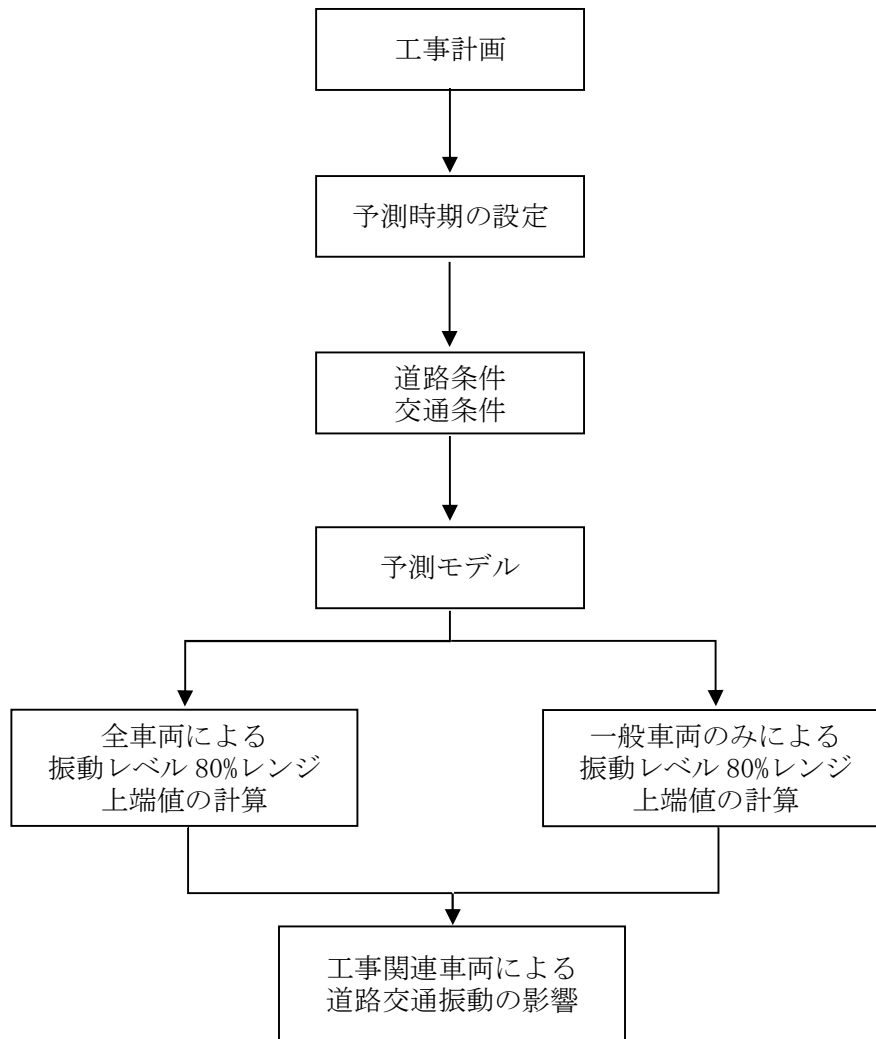 工事計画
予測時期の設定
道路条件
交通条件
予測モデル
全車両による
振動レベル 80%レンジ
上端値の計算
一般車両のみによる
振動レベル 80%レンジ
上端値の計算
工事関連車両による
道路交通振動の影響